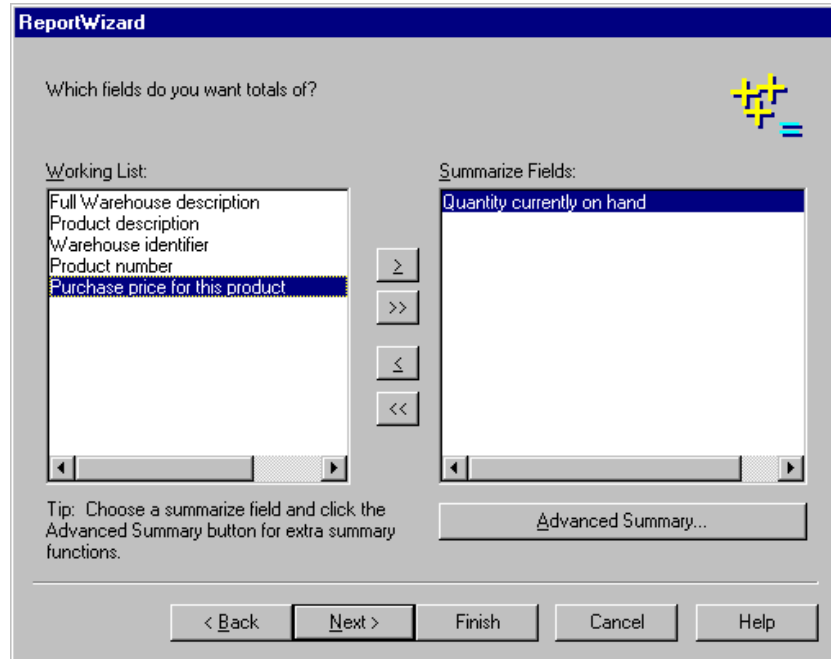 ReportWizard
Which fields do you want totals of?
Working List:
Full Warehouse description
Product description
Warehouse identifier
Product number
Purchase price for this product
>
>>
<
<<
Summarize Fields:
Quantity currently on hand
Tip:  Choose a summarize field and click the
Advanced Summary button for extra summary
functions.
Advanced Summary...
< Back
Next >
Finish
Cancel
Help